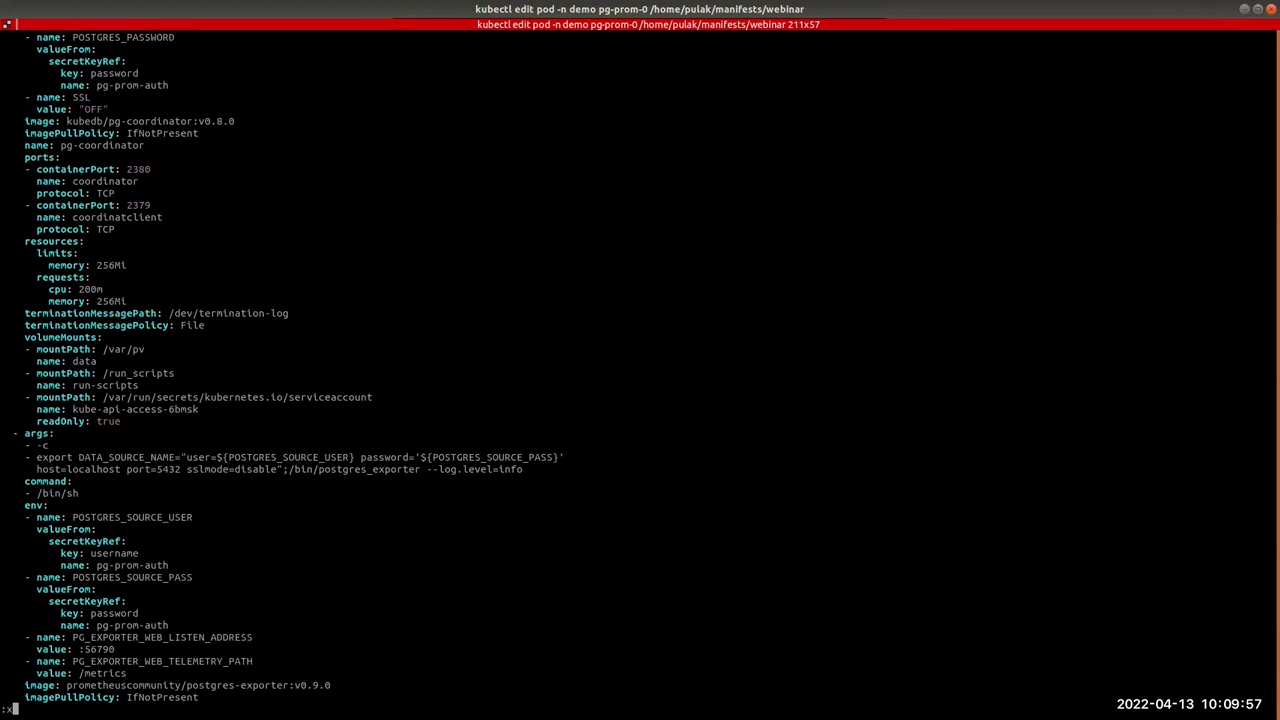 kubectl edit pod -n demo pg-prom-0 /home/pulak/manifests/webinar
kubectl edit pod -n demo pg-prom-0 /home/pulak/manifests/webinar 211x57
- name: POSTGRES_PASSWORD
valueFrom:
secretKeyRef:
key: password
name: pg-prom-auth
- name: SSL
value: "OFF"
image: kubedb/pg-coordinator:v0.8.0
imagePullPolicy: IfNotPresent
name: pg-coordinator
ports:
- containerPort: 2380
name: coordinator
protocol: TCP
- containerPort: 2379
name: coordinatclient
protocol: TCP
resources:
limits:
memory: 256Mi
requests:
cpu: 200m
memory: 256Mi
terminationMessagePath: /dev/termination-log
terminationMessagePolicy: File
volumeMounts:
- mountPath: /var/pv
name: data
- mountPath: /run_scripts
name: run-scripts
- mountPath: /var/run/secrets/kubernetes.io/serviceaccount
name: kube-api-access-6bmsk
readOnly: true
- args:
- -c
- export DATA_SOURCE_NAME="user=${POSTGRES_SOURCE_USER} password='${POSTGRES_SOURCE_PASS}'
host=localhost port=5432 sslmode=disable";/bin/postgres_exporter --log.level=info
command:
- /bin/sh
env:
- name: POSTGRES_SOURCE_USER
valueFrom:
secretKeyRef:
key: username
name: pg-prom-auth
- name: POSTGRES_SOURCE_PASS
valueFrom:
secretKeyRef:
key: password
name: pg-prom-auth
- name: PG_EXPORTER_WEB_LISTEN_ADDRESS
value: :56790
- name: PG_EXPORTER_WEB_TELEMETRY_PATH
value: /metrics
image: prometheuscommunity/postgres-exporter:v0.9.0
imagePullPolicy: IfNotPresent
:x
2022-04-13 10:09:57